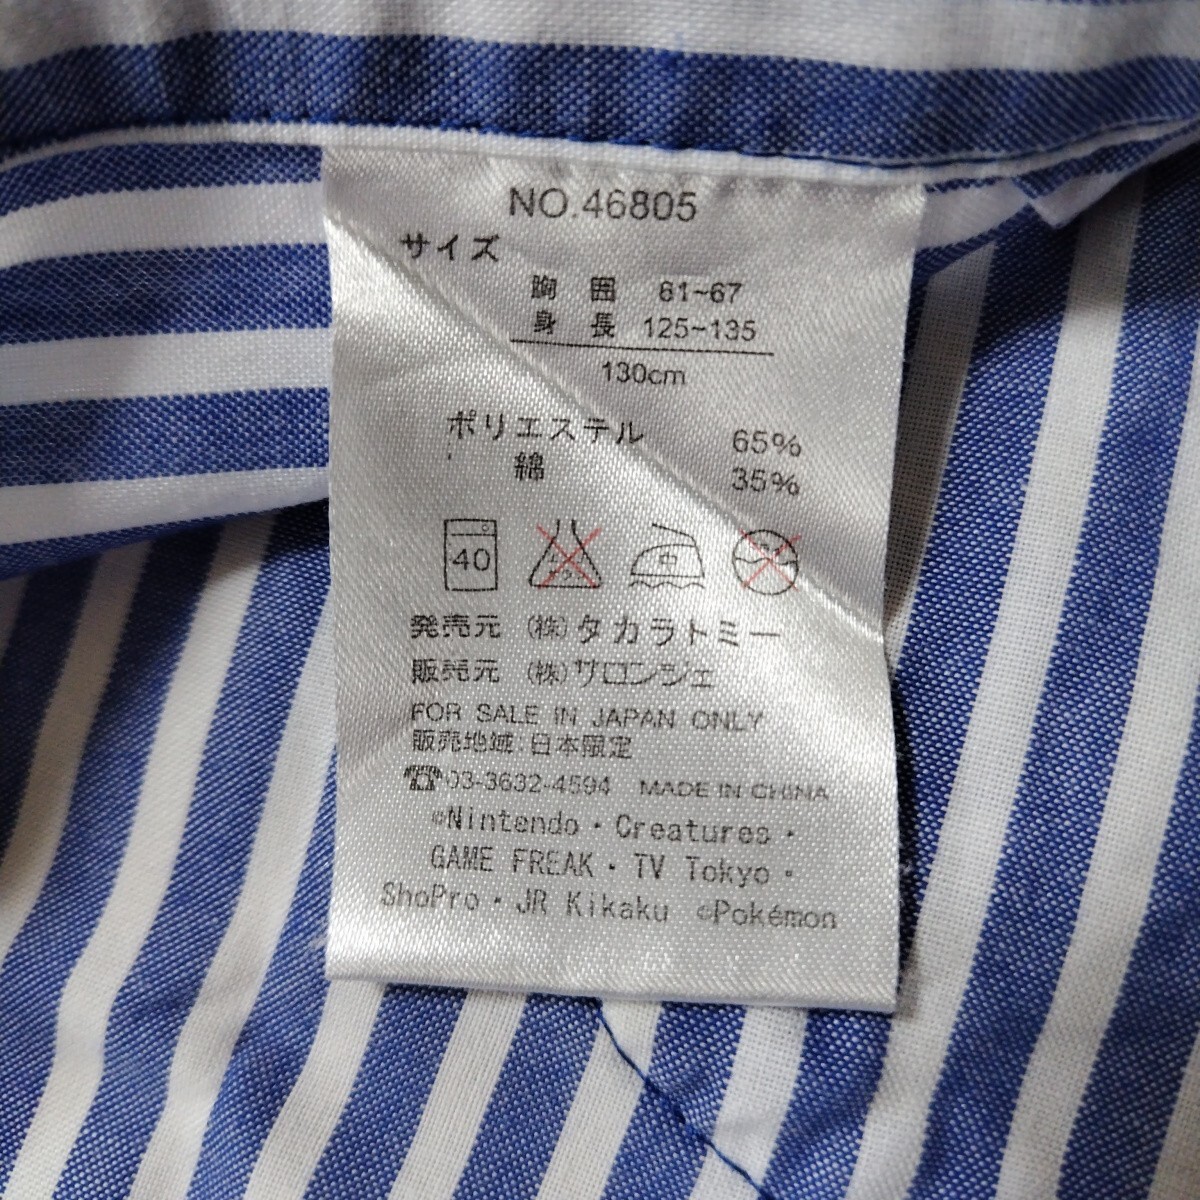 NO.46805
サイズ
胸 囲 61~67
身 長 125~135
130cm
ポリエステル 65%
綿 35%
40
発売元 (株)タカラトミー
販売元 (株)サロンジェ
FOR SALE IN JAPAN ONLY
販売地域:日本限定
☎03-3632-4594 MADE IN CHINA
©Nintendo・Creatures・
GAME FREAK・TV Tokyo・
ShoPro・JR Kikaku ©Pokémon